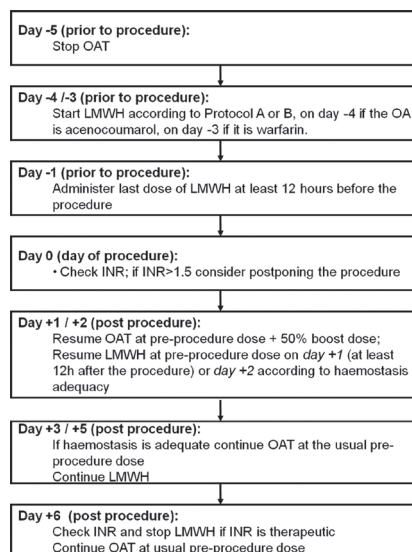 Day -5 (prior to procedure):
Stop OAT
Day -4 /-3 (prior to procedure):
Start LMWH according to Protocol A or B, on day -4 if the OA
is acenocoumarol, on day -3 if it is warfarin.
Day -1 (prior to procedure):
Administer last dose of LMWH at least 12 hours before the
procedure
Day 0 (day of procedure):
• Check INR; if INR>1.5 consider postponing the procedure
Day +1 / +2 (post procedure):
Resume OAT at pre-procedure dose + 50% boost dose;
Resume LMWH at pre-procedure dose on day +1 (at least
12h after the procedure) or day +2 according to haemostasis
adequacy
Day +3 / +5 (post procedure):
If haemostasis is adequate continue OAT at the usual pre-
procedure dose
Continue LMWH
Day +6 (post procedure):
Check INR and stop LMWH if INR is therapeutic
Continue OAT at usual pre-procedure dose